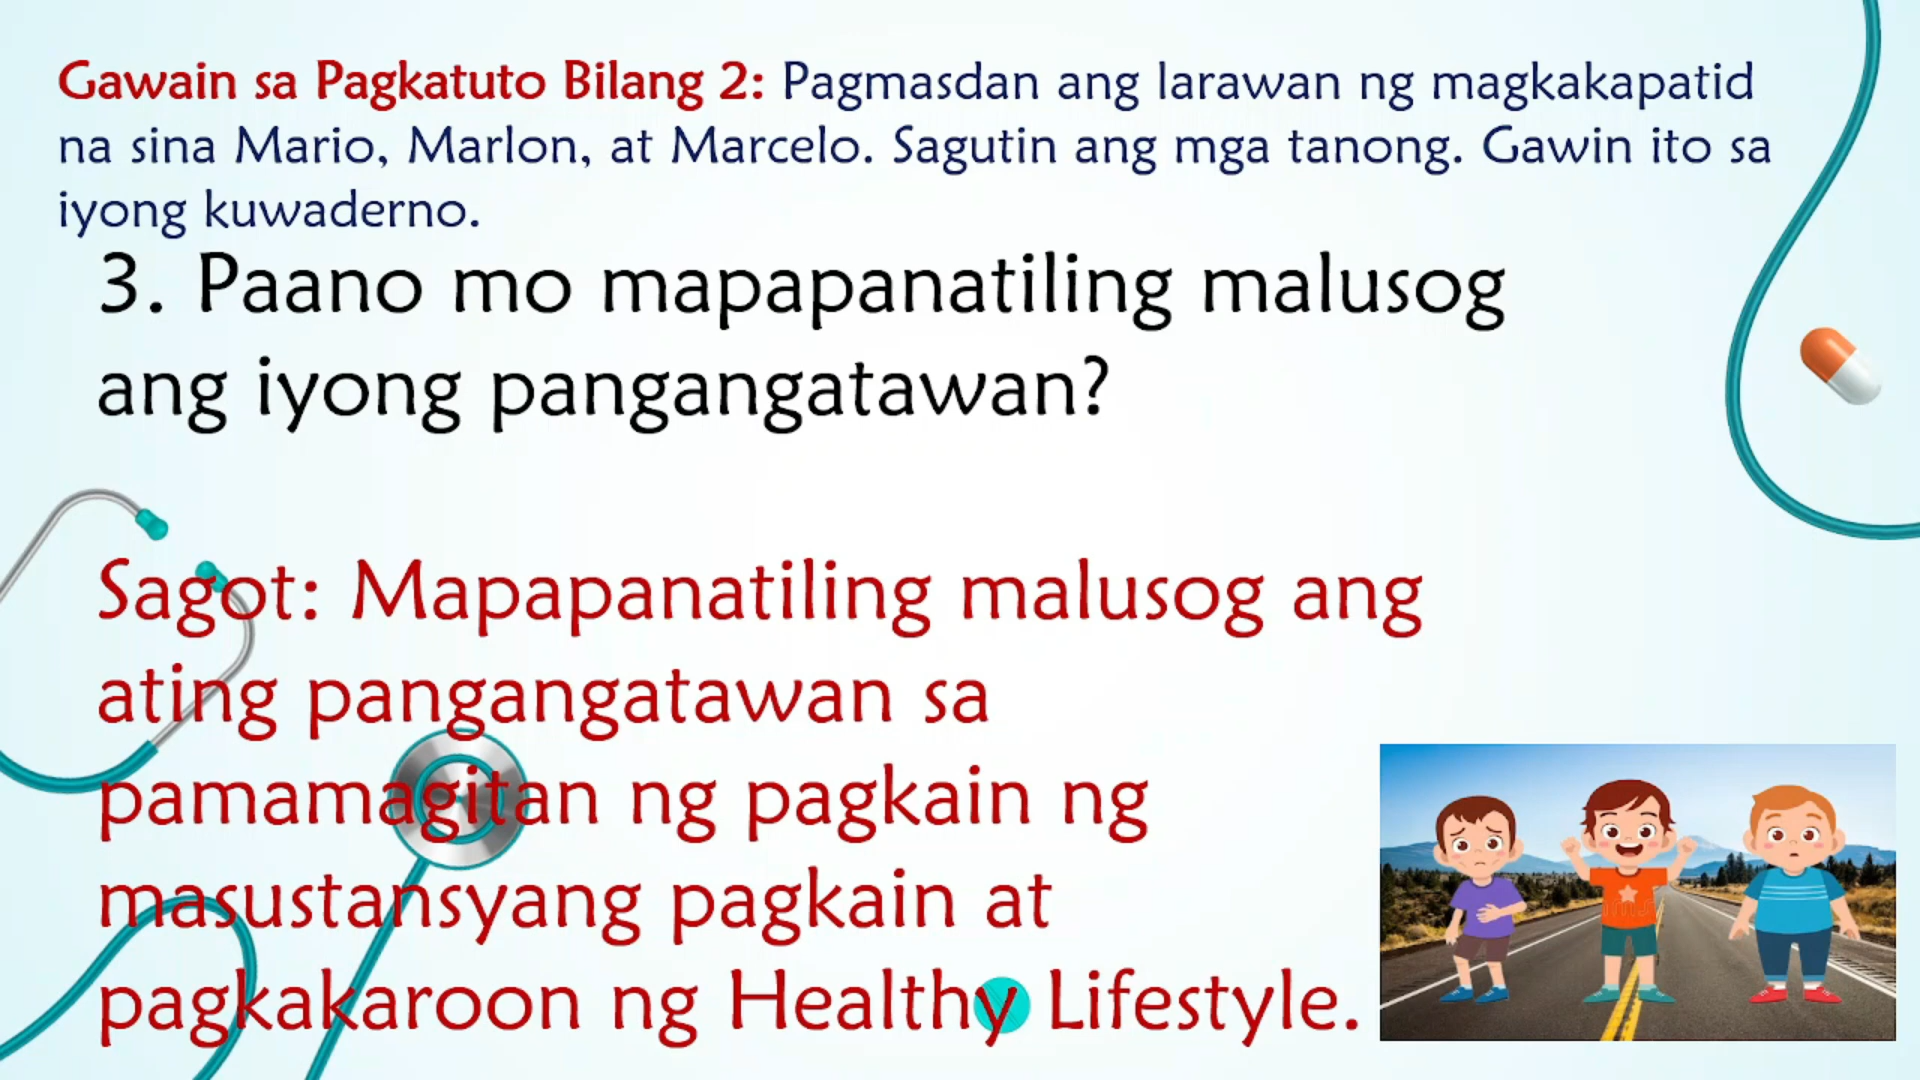 Gawain sa Pagkatuto Bilang 2: Pagmasdan ang larawan ng magkakapatid
na sina Mario, Marlon, at Marcelo. Sagutin ang mga tanong. Gawin ito sa
iyong kuwaderno.
3. Paano mo mapapanatiling malusog
ang iyong pangangatawan?
Sagot: Mapapanatiling malusog ang
ating pangangatawan sa
pamamagitan ng pagkain ng
masustansyang pagkain at
pagkakaroon ng Healthy Lifestyle.